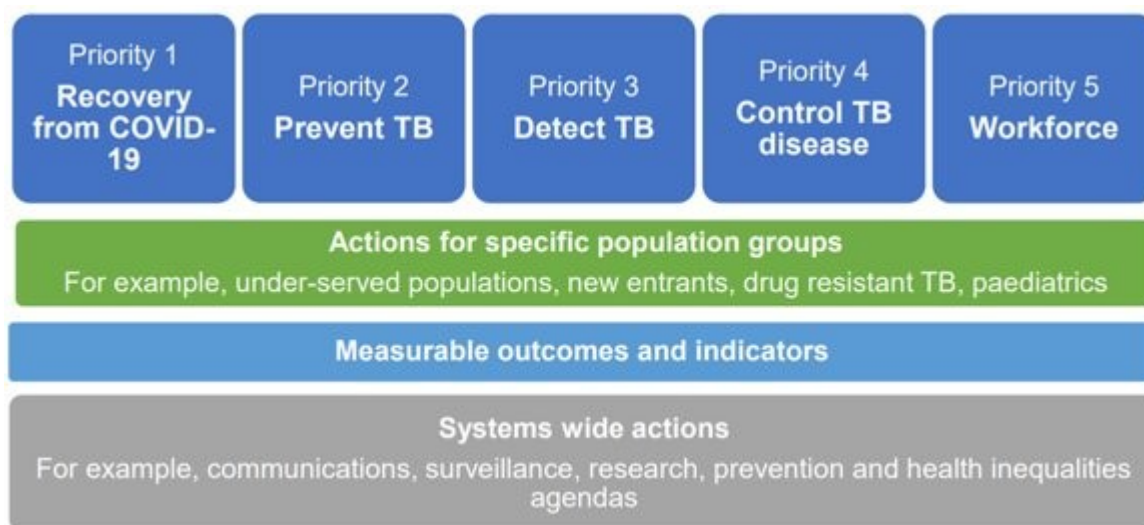 Priority 1
Recovery
from COVID-
19
Priority 2
Prevent TB
Priority 3
Detect TB
Priority 4
Control TB
disease
Priority 5
Workforce
Actions for specific population groups
For example, under-served populations, new entrants, drug resistant TB, paediatrics
Measurable outcomes and indicators
Systems wide actions
For example, communications, surveillance, research, prevention and health inequalities
agendas